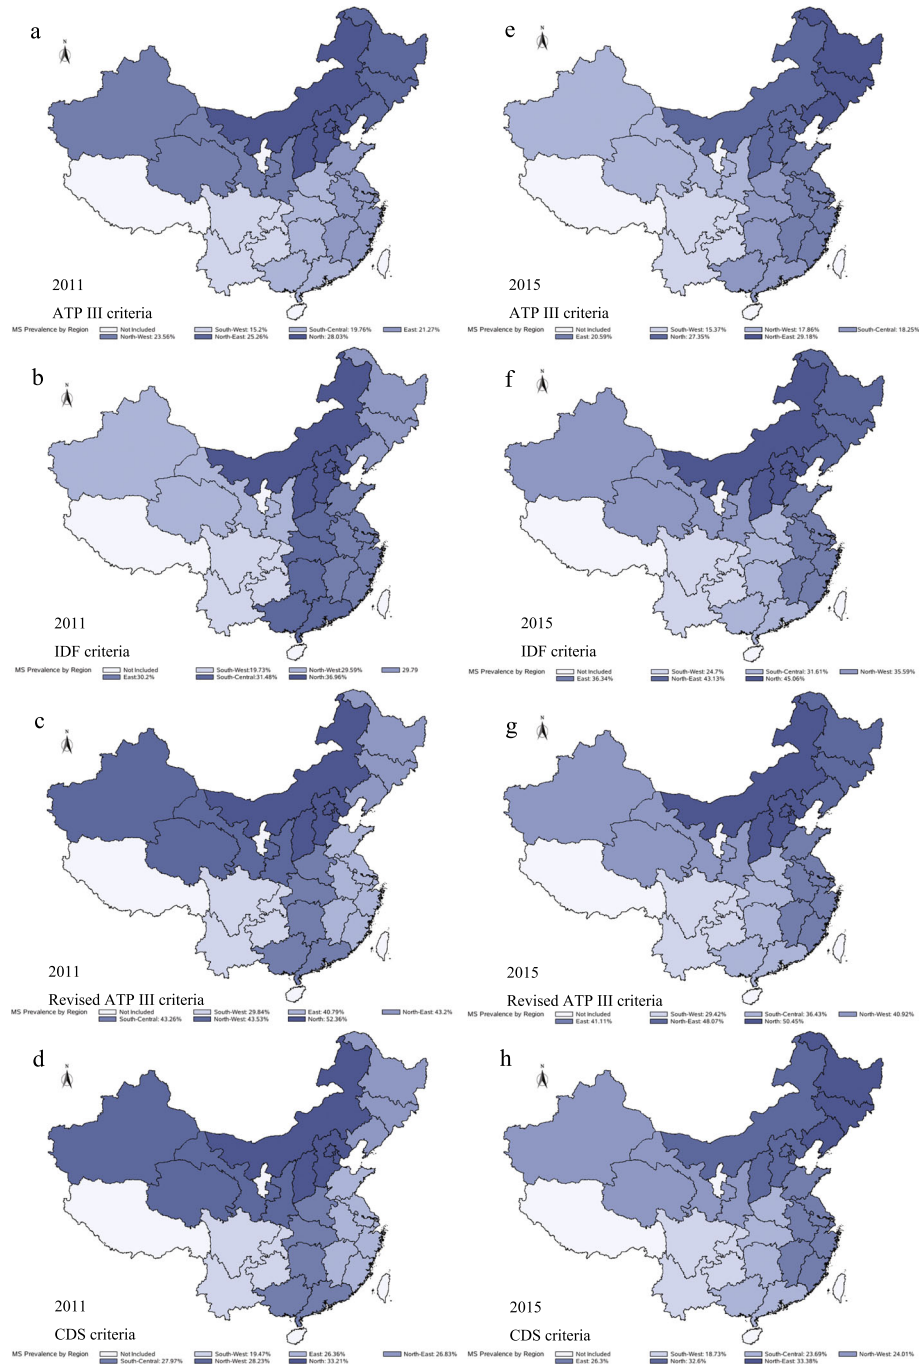 a
N
2011
ATP III criteria
MS Prevalence by Region
Not Included
South-West: 15.2%
South-Central: 19.76%
East: 21.27%
North-West: 23.56%
North-East: 25.26%
North: 28.03%
e
N
2015
ATP III criteria
MS Prevalence by Region
Not Included
South-West: 15.37%
North-West: 17.86%
South-Central: 18.25%
East: 20.59%
North: 27.35%
North-East: 29.18%
b
N
2011
IDF criteria
MS Prevalence by Region
Not Included
South-West:19.73%
North-West:29.59%
29.79
East:30.2%
South-Central:31.48%
North:36.96%
f
N
2015
IDF criteria
MS Prevalence by Region
Not Included
South-West: 24.7%
South-Central: 31.61%
North-West: 35.59%
East: 36.34%
North-East: 43.13%
North: 45.06%
c
N
2011
Revised ATP III criteria
MS Prevalence by Region
Not Included
South-West: 29.84%
East: 40.79%
North-East: 43.2%
South-Central: 43.26%
North-West: 43.53%
North: 52.36%
g
N
2015
Revised ATP III criteria
MS Prevalence by Region
Not Included
South-West: 29.42%
South-Central: 36.43%
North-West: 40.92%
East: 41.11%
North-East: 48.07%
North: 50.45%
d
N
2011
CDS criteria
MS Prevalence by Region
Not Included
South-West: 19.47%
East: 26.36%
North-East: 26.83%
South-Central: 27.97%
North-West: 28.23%
North: 33.21%
h
N
2015
CDS criteria
MS Prevalence by Region
Not Included
South-West: 18.73%
South-Central: 23.69%
North-West: 24.01%
East: 26.3%
North: 32.6%
North-East: 33.38%